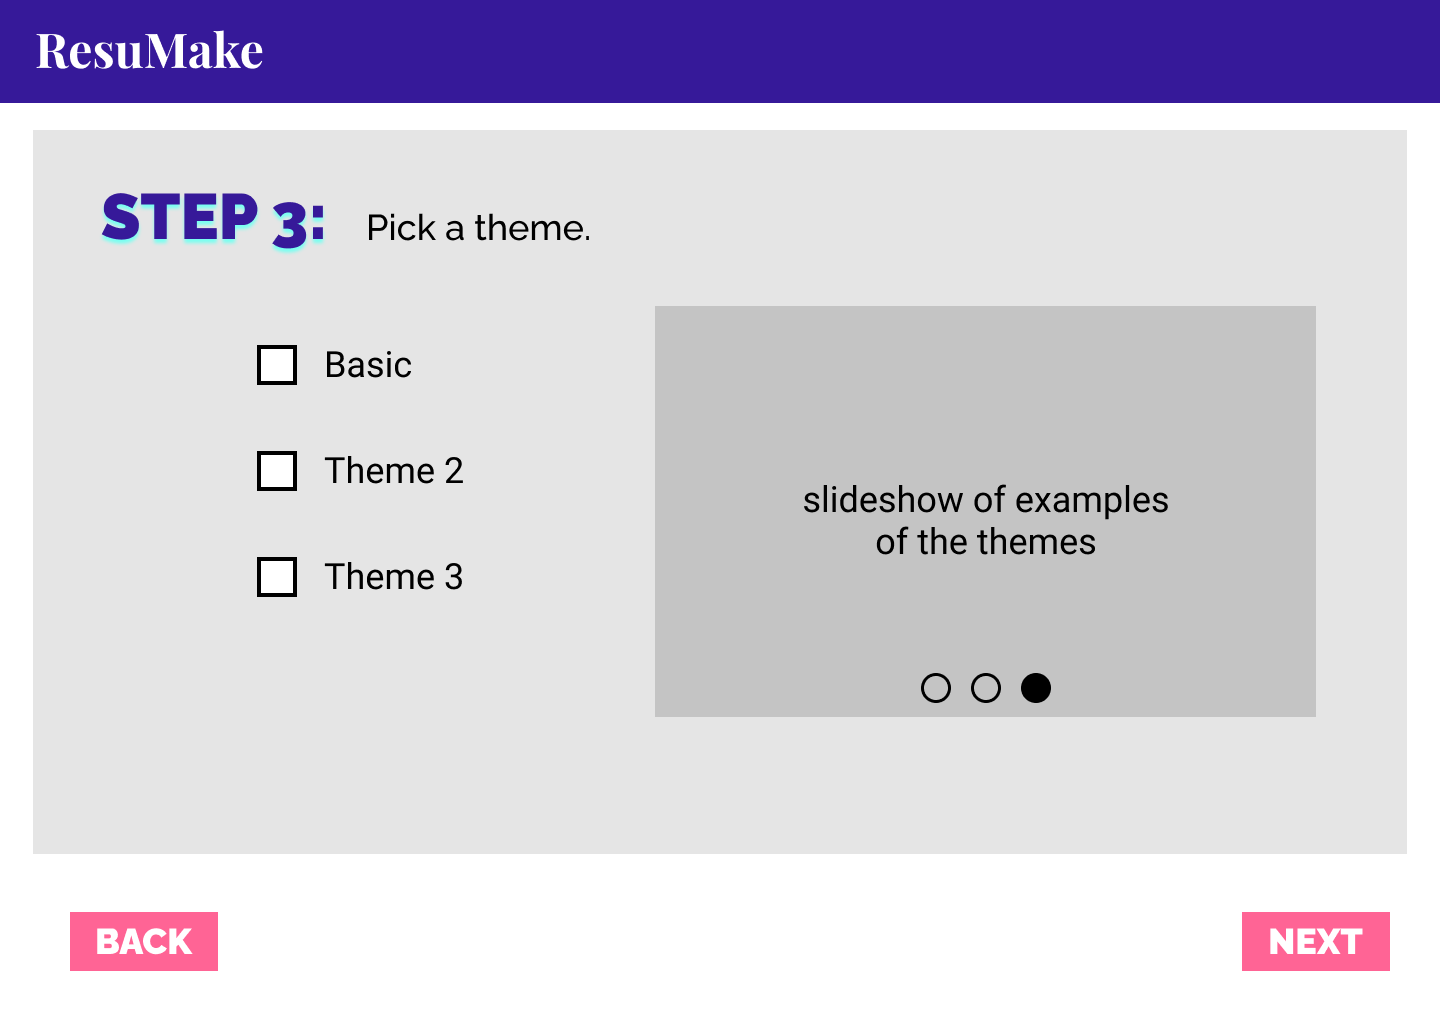 ResuMake
STEP 3: Pick a theme.
Basic
Theme 2
Theme 3
slideshow of examples
of the themes
BACK
NEXT